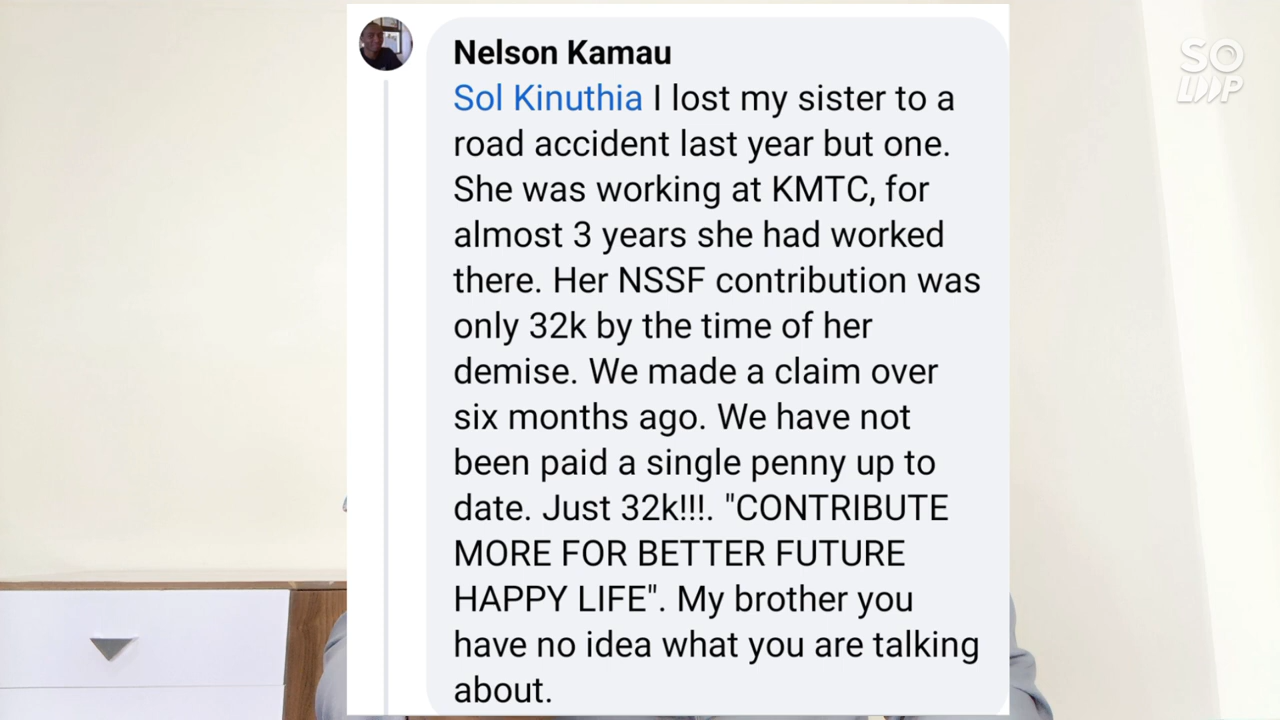 Nelson Kamau
Sol Kinuthia I lost my sister to a
road accident last year but one.
She was working at KMTC, for
almost 3 years she had worked
there. Her NSSF contribution was
only 32k by the time of her
demise. We made a claim over
six months ago. We have not
been paid a single penny up to
date. Just 32k!!!. "CONTRIBUTE
MORE FOR BETTER FUTURE
HAPPY LIFE". My brother you
have no idea what you are talking
about.
SO